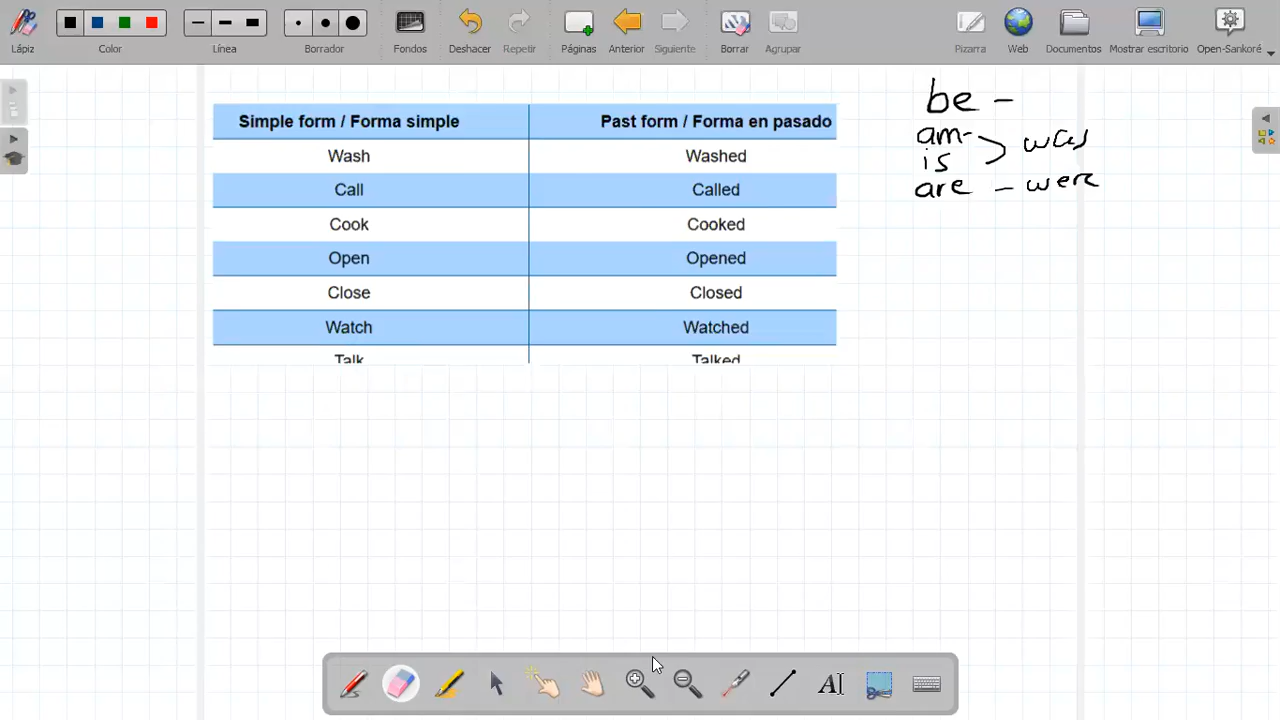 Lápiz Color Línea Borrador Fondos Deshacer Repetir Páginas Anterior Siguiente Borrar Agrupar Pizarra Web Documentos Mostrar escritorio Open-Sankoré
Simple form / Forma simple Past form / Forma en pasado
Wash Washed
Call Called
Cook Cooked
Open Opened
Close Closed
Watch Watched
Talk Talked
be -
am- was
is
are - were
AI